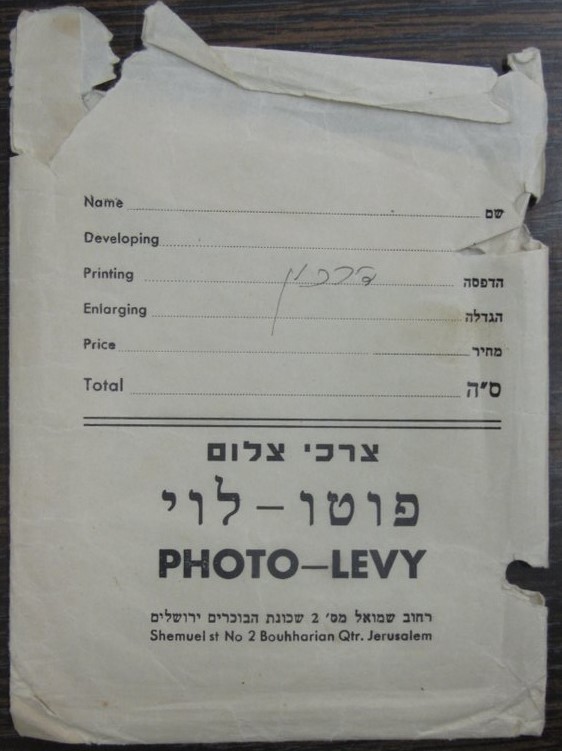 Name שם
Developing
Printing דרכון הדפסה
Enlarging הגדלה
Price מחיר
Total ס״ה
צרכי צלום
פוטו - לוי
PHOTO—LEVY
רחוב שמואל מס׳ 2 שכונת הבוכרים ירושלים
Shemuel st No 2 Bouhharian Qtr. Jerusalem